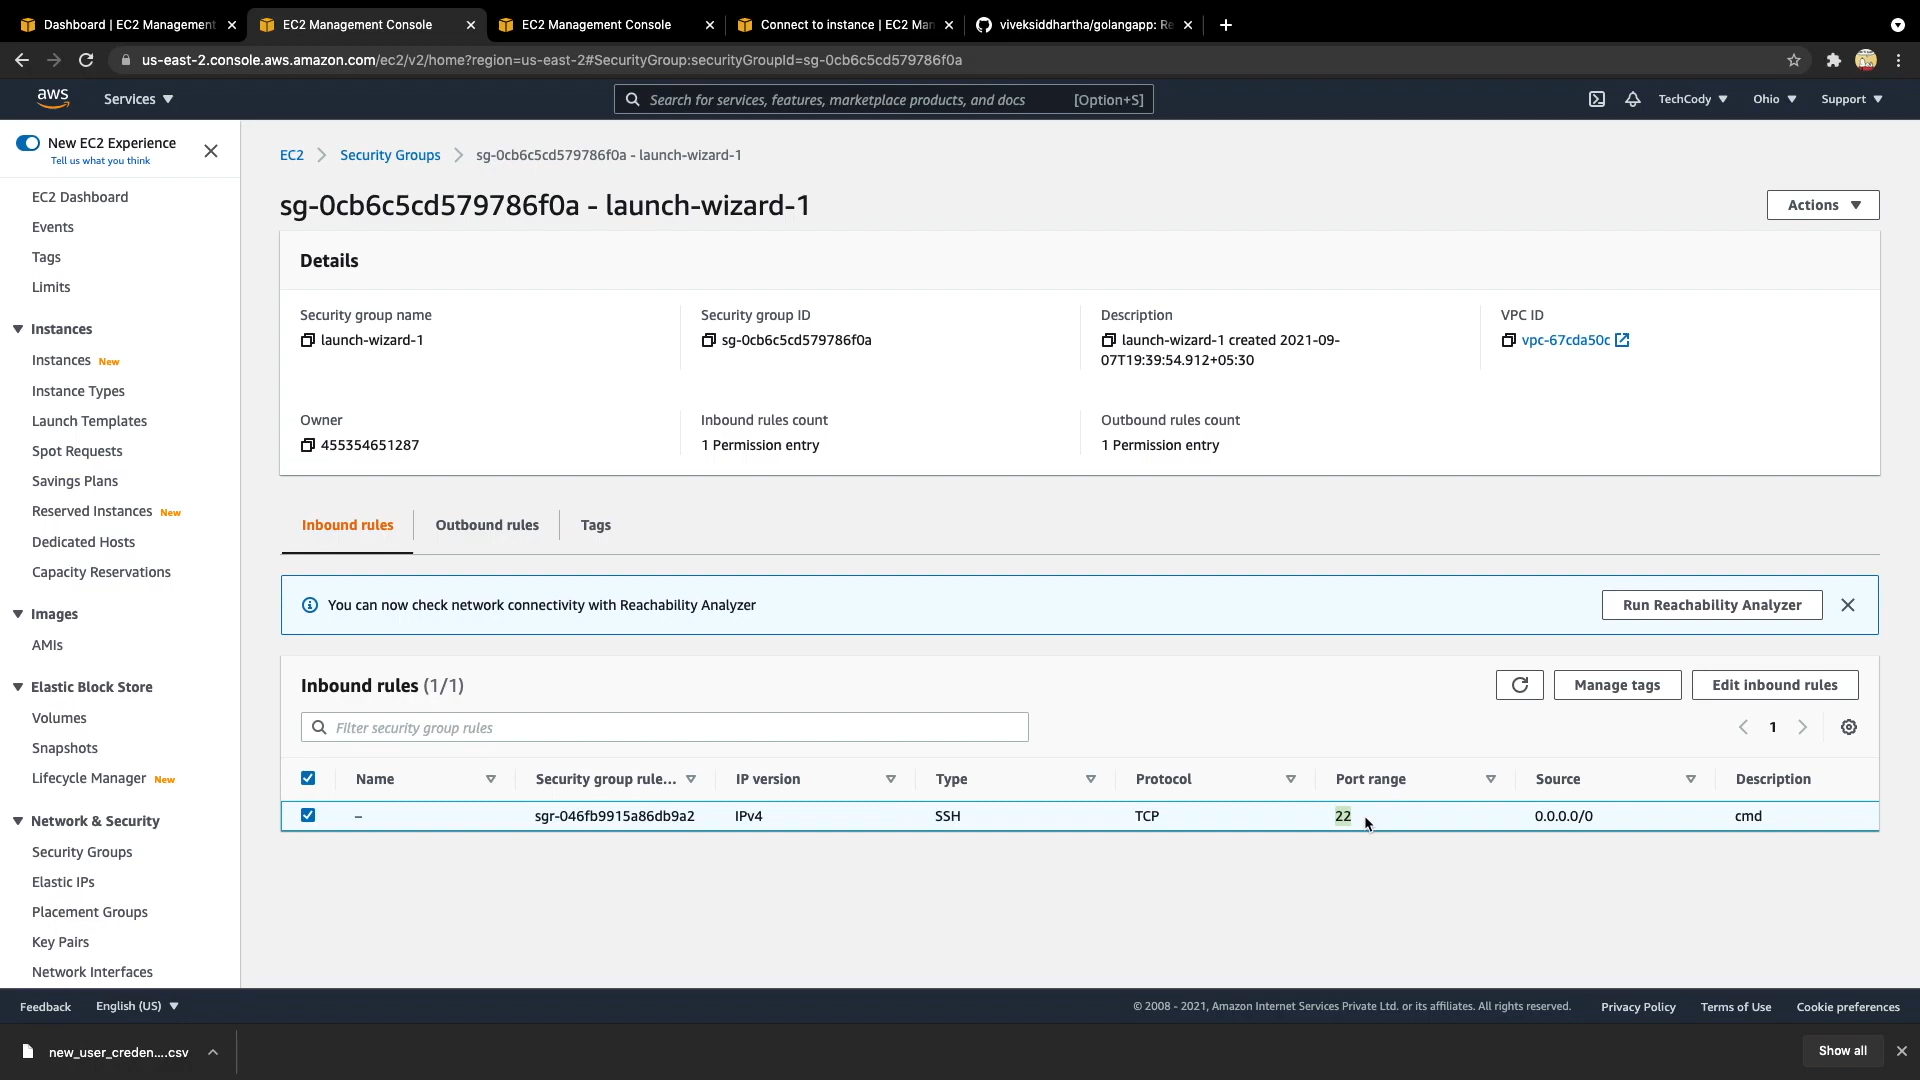 Dashboard | EC2 Management
EC2 Management Console
EC2 Management Console
Connect to instance | EC2 Man
viveksiddhartha/golangapp: Re
us-east-2.console.aws.amazon.com/ec2/v2/home?region=us-east-2#SecurityGroup:securityGroupId=sg-0cb6c5cd579786f0a
aws
Services
Search for services, features, marketplace products, and docs
[Option+S]
TechCody
Ohio
Support
New EC2 Experience
Tell us what you think
EC2 Dashboard
Events
Tags
Limits
Instances
Instances New
Instance Types
Launch Templates
Spot Requests
Savings Plans
Reserved Instances New
Dedicated Hosts
Capacity Reservations
Images
AMIs
Elastic Block Store
Volumes
Snapshots
Lifecycle Manager New
Network & Security
Security Groups
Elastic IPs
Placement Groups
Key Pairs
Network Interfaces
EC2 > Security Groups > sg-0cb6c5cd579786f0a - launch-wizard-1
sg-0cb6c5cd579786f0a - launch-wizard-1
Actions
Details
Security group name
launch-wizard-1
Security group ID
sg-0cb6c5cd579786f0a
Description
launch-wizard-1 created 2021-09-
07T19:39:54.912+05:30
VPC ID
vpc-67cda50c
Owner
455354651287
Inbound rules count
1 Permission entry
Outbound rules count
1 Permission entry
Inbound rules
Outbound rules
Tags
You can now check network connectivity with Reachability Analyzer
Run Reachability Analyzer
Inbound rules (1/1)
Manage tags
Edit inbound rules
Filter security group rules
1
Name Security group rule... IP version Type Protocol Port range Source Description
– sgr-046fb9915a86db9a2 IPv4 SSH TCP 22 0.0.0.0/0 cmd
Feedback
English (US)
© 2008 - 2021, Amazon Internet Services Private Ltd. or its affiliates. All rights reserved.
Privacy Policy
Terms of Use
Cookie preferences
new_user_creden....csv
Show all